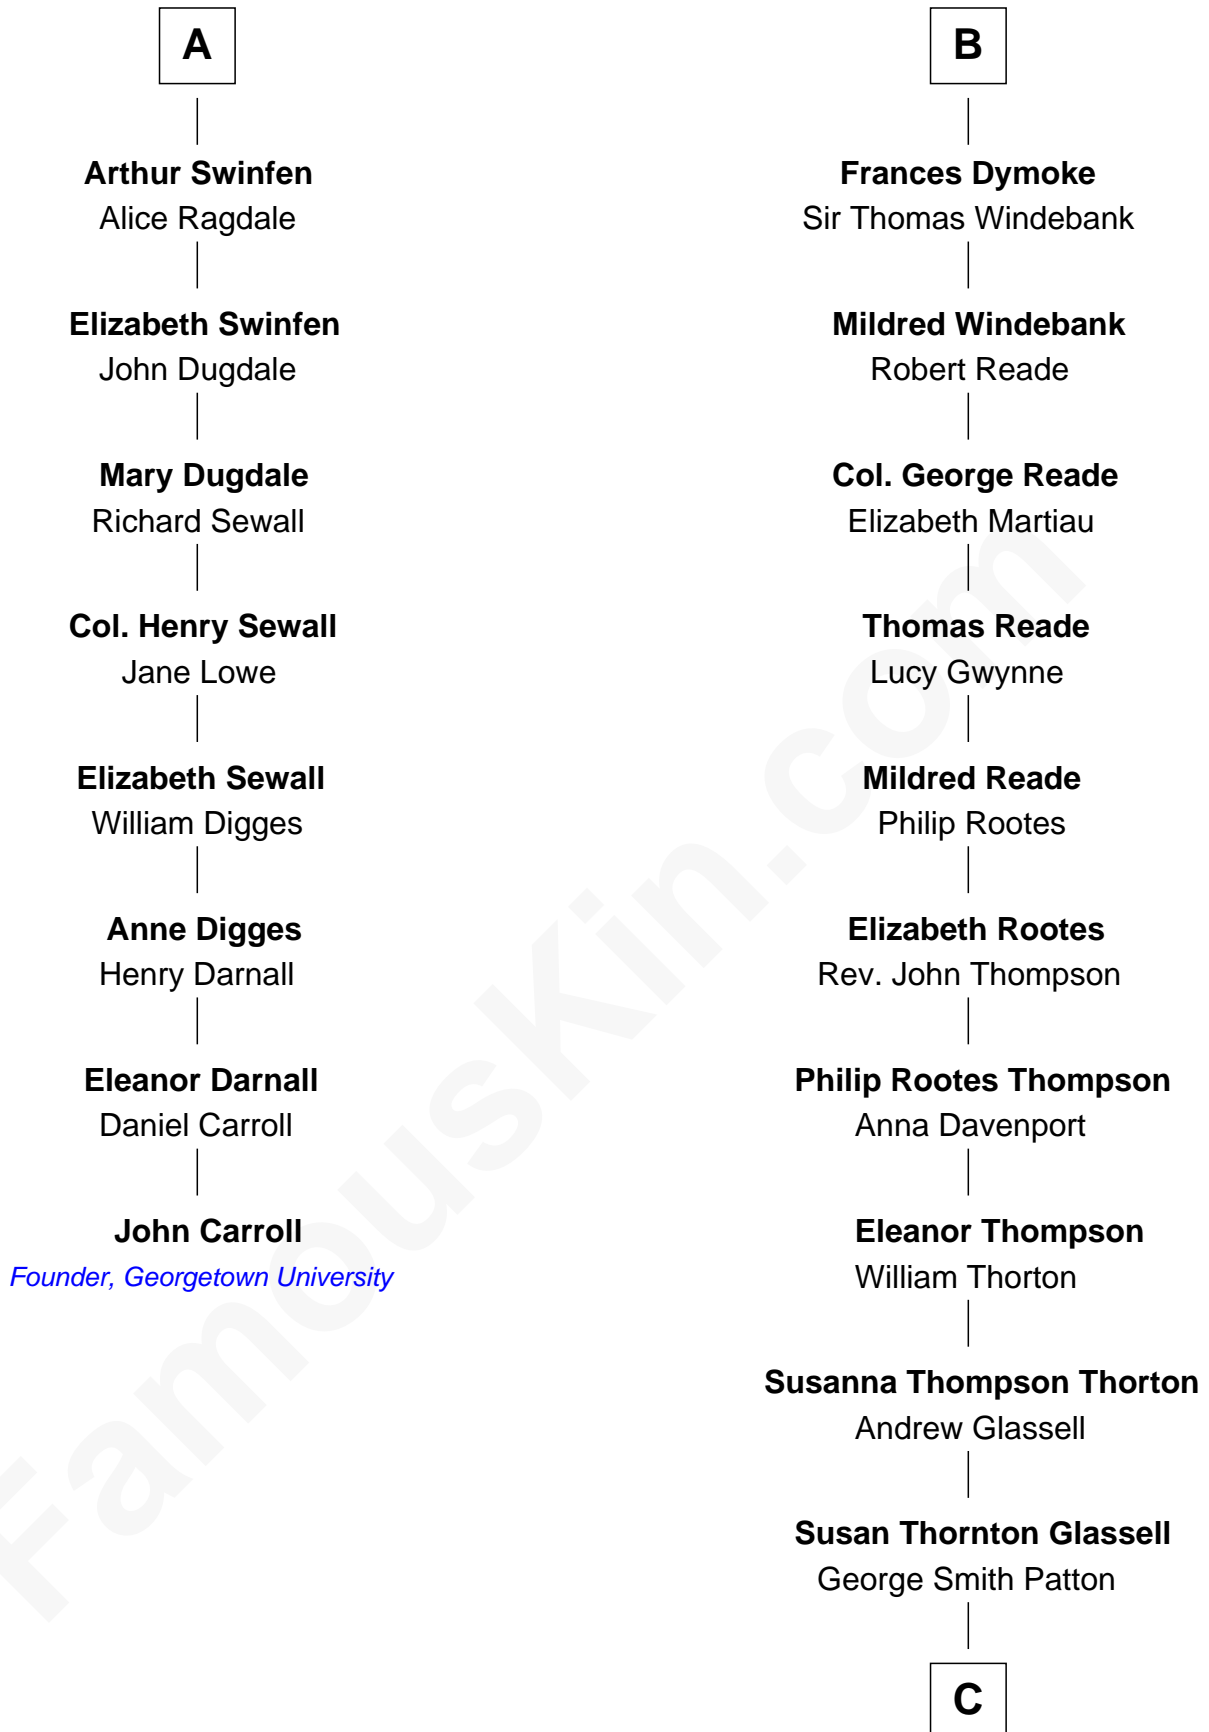 A
Arthur Swinfen
Alice Ragdale
Elizabeth Swinfen
John Dugdale
Mary Dugdale
Richard Sewall
Col. Henry Sewall
Jane Lowe
Elizabeth Sewall
William Digges
Anne Digges
Henry Darnall
Eleanor Darnall
Daniel Carroll
John Carroll
Founder, Georgetown University
B
Frances Dymoke
Sir Thomas Windebank
Mildred Windebank
Robert Reade
Col. George Reade
Elizabeth Martiau
Thomas Reade
Lucy Gwynne
Mildred Reade
Philip Rootes
Elizabeth Rootes
Rev. John Thompson
Philip Rootes Thompson
Anna Davenport
Eleanor Thompson
William Thorton
Susanna Thompson Thorton
Andrew Glassell
Susan Thornton Glassell
George Smith Patton
C
FamousKin.com